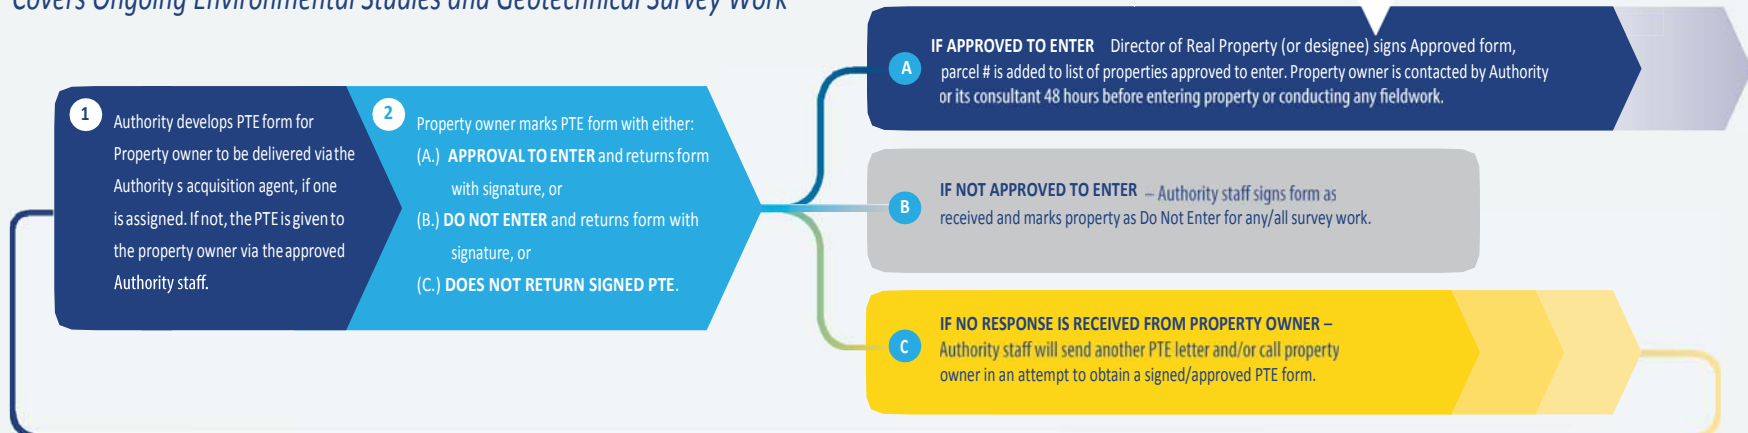 Covers Ongoing Environmental Studies and Geotechnical Survey Work
1
Authority develops PTE form for
Property owner to be delivered via the
Authority s acquisition agent, if one
is assigned. If not, the PTE is given to
the property owner via the approved
Authority staff.
2
Property owner marks PTE form with either:
(A.) APPROVAL TO ENTER and returns form
with signature, or
(B.) DO NOT ENTER and returns form with
signature, or
(C.) DOES NOT RETURN SIGNED PTE.
A
IF APPROVED TO ENTER Director of Real Property (or designee) signs Approved form,
parcel # is added to list of properties approved to enter. Property owner is contacted by Authority
or its consultant 48 hours before entering property or conducting any fieldwork.
B
IF NOT APPROVED TO ENTER – Authority staff signs form as
received and marks property as Do Not Enter for any/all survey work.
C
IF NO RESPONSE IS RECEIVED FROM PROPERTY OWNER –
Authority staff will send another PTE letter and/or call property
owner in an attempt to obtain a signed/approved PTE form.